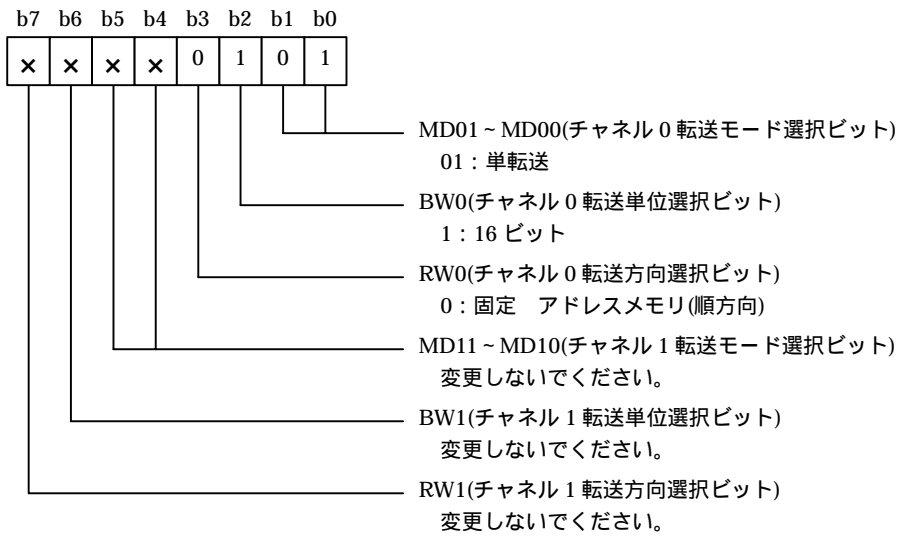 b7 b6 b5 b4 b3 b2 b1 b0
× × × × 0 1 0 1
MD01~MD00(チャネル 0 転送モード選択ビット)
01:単転送
BW0(チャネル 0 転送単位選択ビット)
1:16 ビット
RW0(チャネル 0 転送方向選択ビット)
0:固定　アドレスメモリ(順方向)
MD11~MD10(チャネル 1 転送モード選択ビット)
変更しないでください。
BW1(チャネル 1 転送単位選択ビット)
変更しないでください。
RW1(チャネル 1 転送方向選択ビット)
変更しないでください。